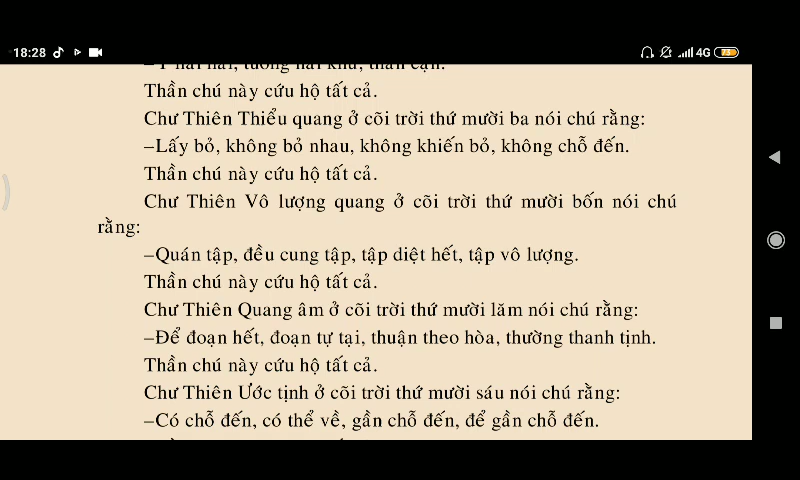 18:28
4G 73
Thần chú này cứu hộ tất cả.
Chư Thiên Thiểu quang ở cõi trời thứ mười ba nói chú rằng:
–Lấy bỏ, không bỏ nhau, không khiến bỏ, không chỗ đến.
Thần chú này cứu hộ tất cả.
Chư Thiên Vô lượng quang ở cõi trời thứ mười bốn nói chú
rằng:
–Quán tập, đều cung tập, tập diệt hết, tập vô lượng.
Thần chú này cứu hộ tất cả.
Chư Thiên Quang âm ở cõi trời thứ mười lăm nói chú rằng:
–Để đoạn hết, đoạn tự tại, thuận theo hòa, thường thanh tịnh.
Thần chú này cứu hộ tất cả.
Chư Thiên Ước tịnh ở cõi trời thứ mười sáu nói chú rằng:
–Có chỗ đến, có thể về, gần chỗ đến, để gần chỗ đến.